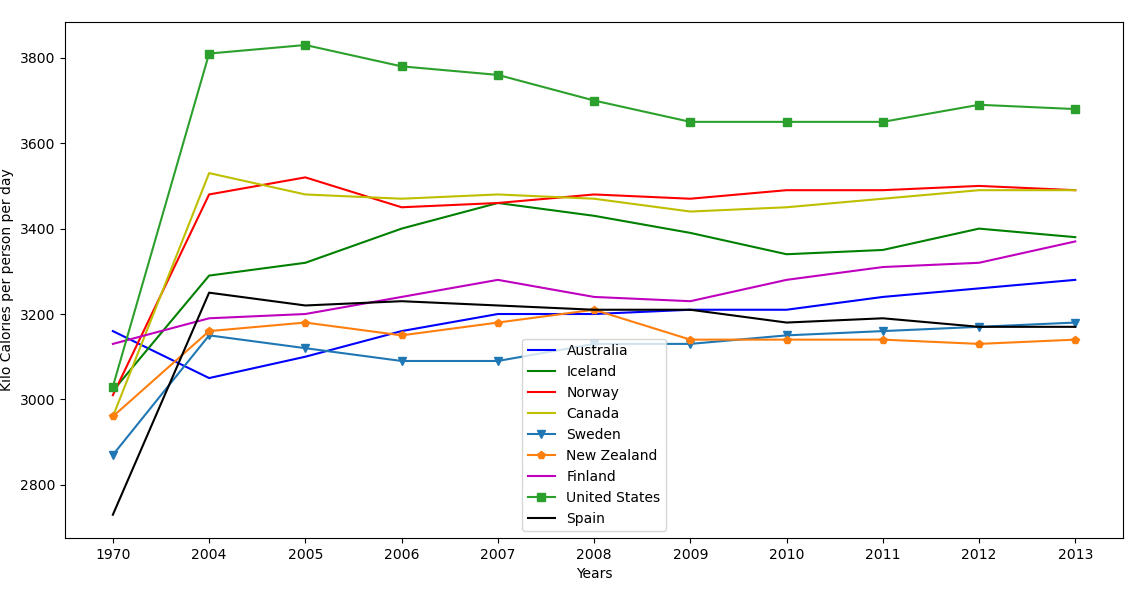 Kilo Calories per person per day
3800
3600
3400
3200
3000
2800
Australia
Iceland
Norway
Canada
Sweden
New Zealand
Finland
United States
Spain
1970 2004 2005 2006 2007 2008 2009 2010 2011 2012 2013
Years